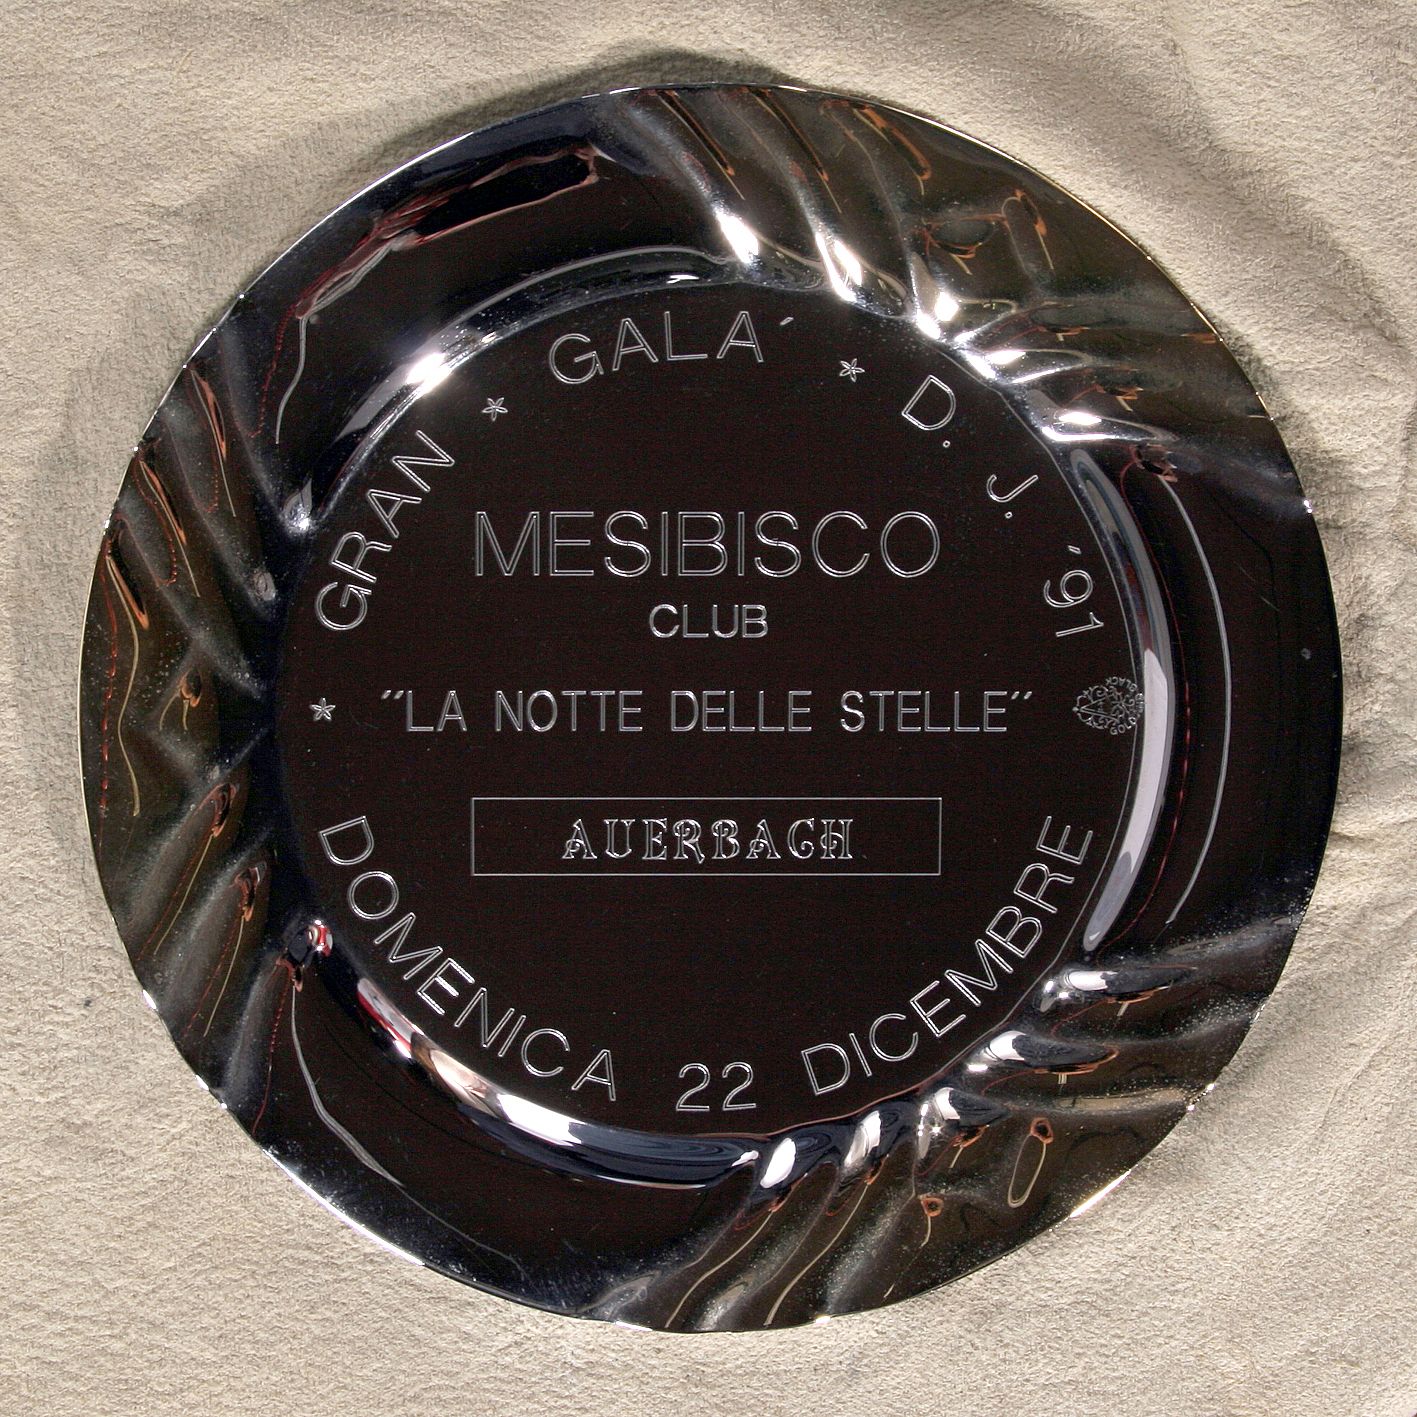 GRAN * GALA´ * D. J. '91
MESIBISCO
CLUB
"LA NOTTE DELLE STELLE"
AUERBACH
DOMENICA 22 DICEMBRE